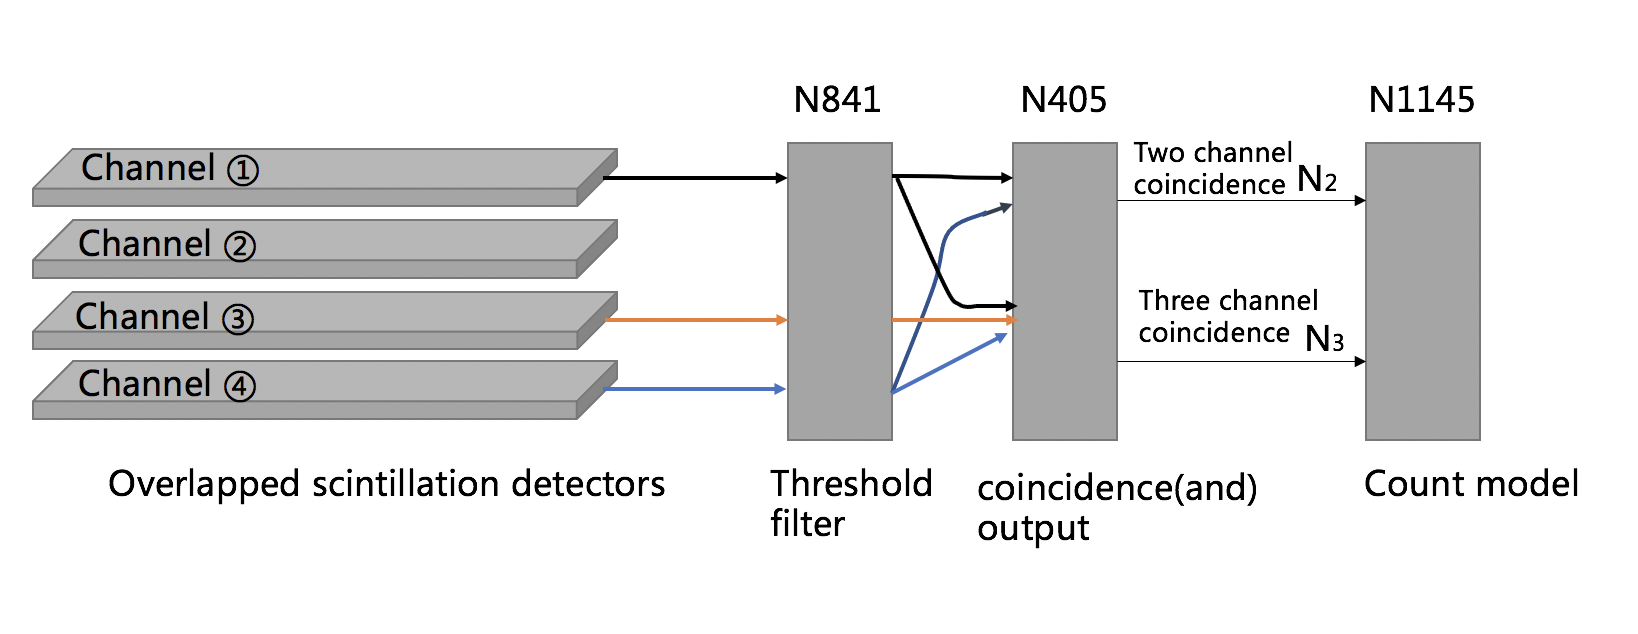 N841
N405
N1145
Channel ①
Channel ②
Channel ③
Channel ④
Two channel
coincidence N₂
Three channel
coincidence N₃
Overlapped scintillation detectors
Threshold
filter
coincidence(and)
output
Count model